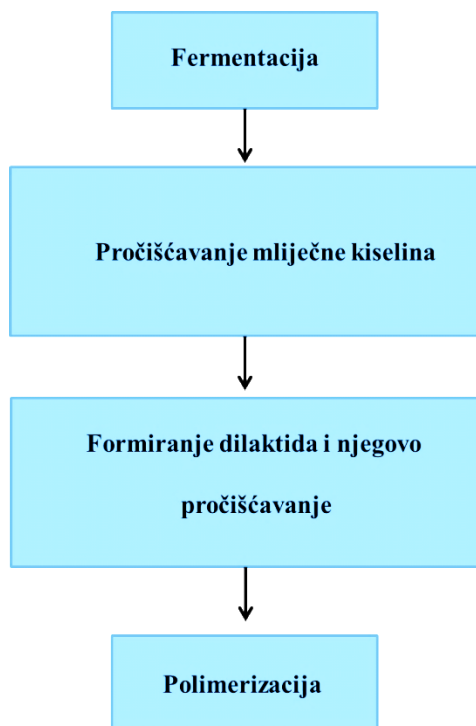 Fermentacija
Pročišćavanje mliječne kiselina
Formiranje dilaktida i njegovo
pročišćavanje
Polimerizacija